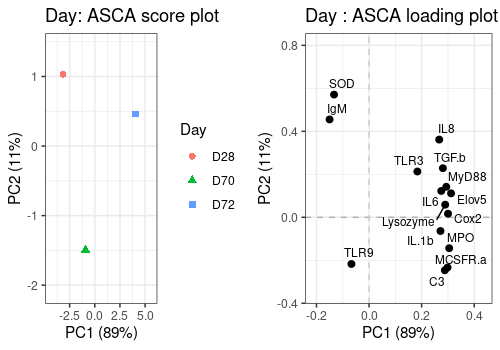 Day: ASCA score plot
PC2 (11%)
1
0
-1
-2
-2.5 0.0 2.5 5.0
PC1 (89%)
Day
D28
D70
D72
Day : ASCA loading plot
PC2 (11%)
0.8
0.4
0.0
-0.4
SOD
IgM
IL8
TLR3
TGF.b
MyD88
Elov5
IL6
Cox2
Lysozyme
IL.1b
MPO
TLR9
MCSFR.a
C3
-0.2 0.0 0.2 0.4
PC1 (89%)